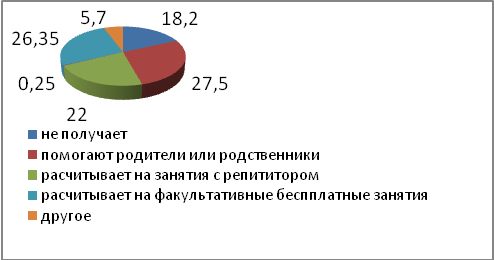 5,7
18,2
26,35
0,25
27,5
22
не получает
помогают родители или родственники
расчитывает на занятия с репититором
расчитывает на факультативные беспплатные занятия
другое